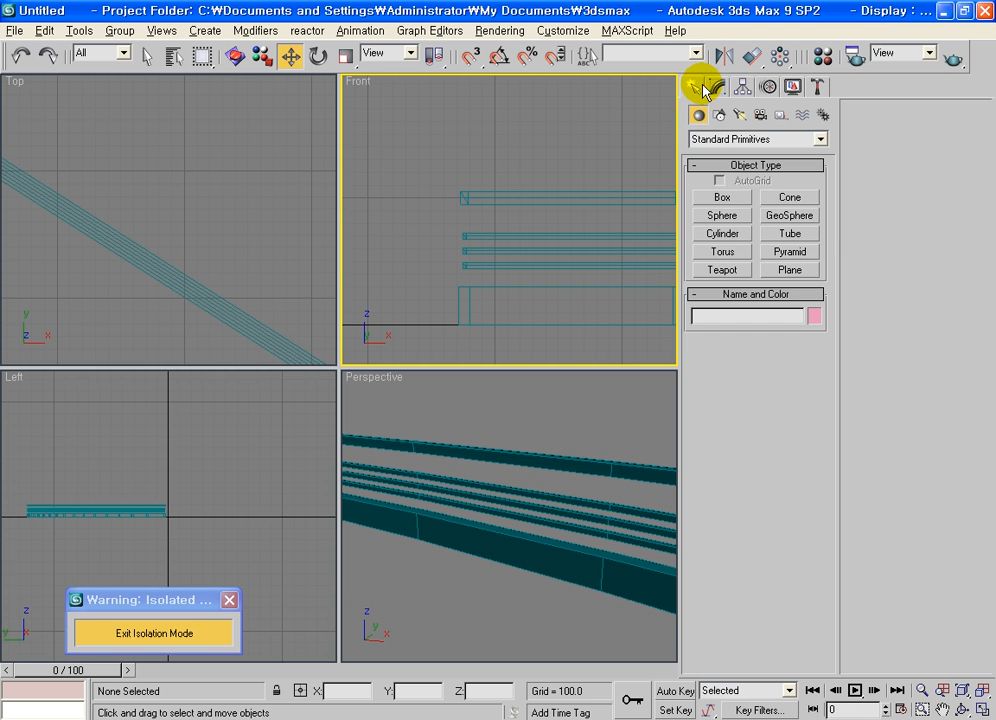 Untitled - Project Folder: C:₩Documents and Settings₩Administrator₩My Documents₩3dsmax - Autodesk 3ds Max 9 SP2 - Display : ...
File Edit Tools Group Views Create Modifiers reactor Animation Graph Editors Rendering Customize MAXScript Help
All View View
Top Front
Standard Primitives
- Object Type
AutoGrid
Box Cone
Sphere GeoSphere
Cylinder Tube
Torus Pyramid
Teapot Plane
- Name and Color
y z
z x x
Left Perspective
Warning: Isolated ...
Exit Isolation Mode
z z
y
x
< 0 / 100 >
None Selected X: Y: Z: Grid = 100.0 Auto Key Selected
Click and drag to select and move objects Add Time Tag Set Key Key Filters... 0